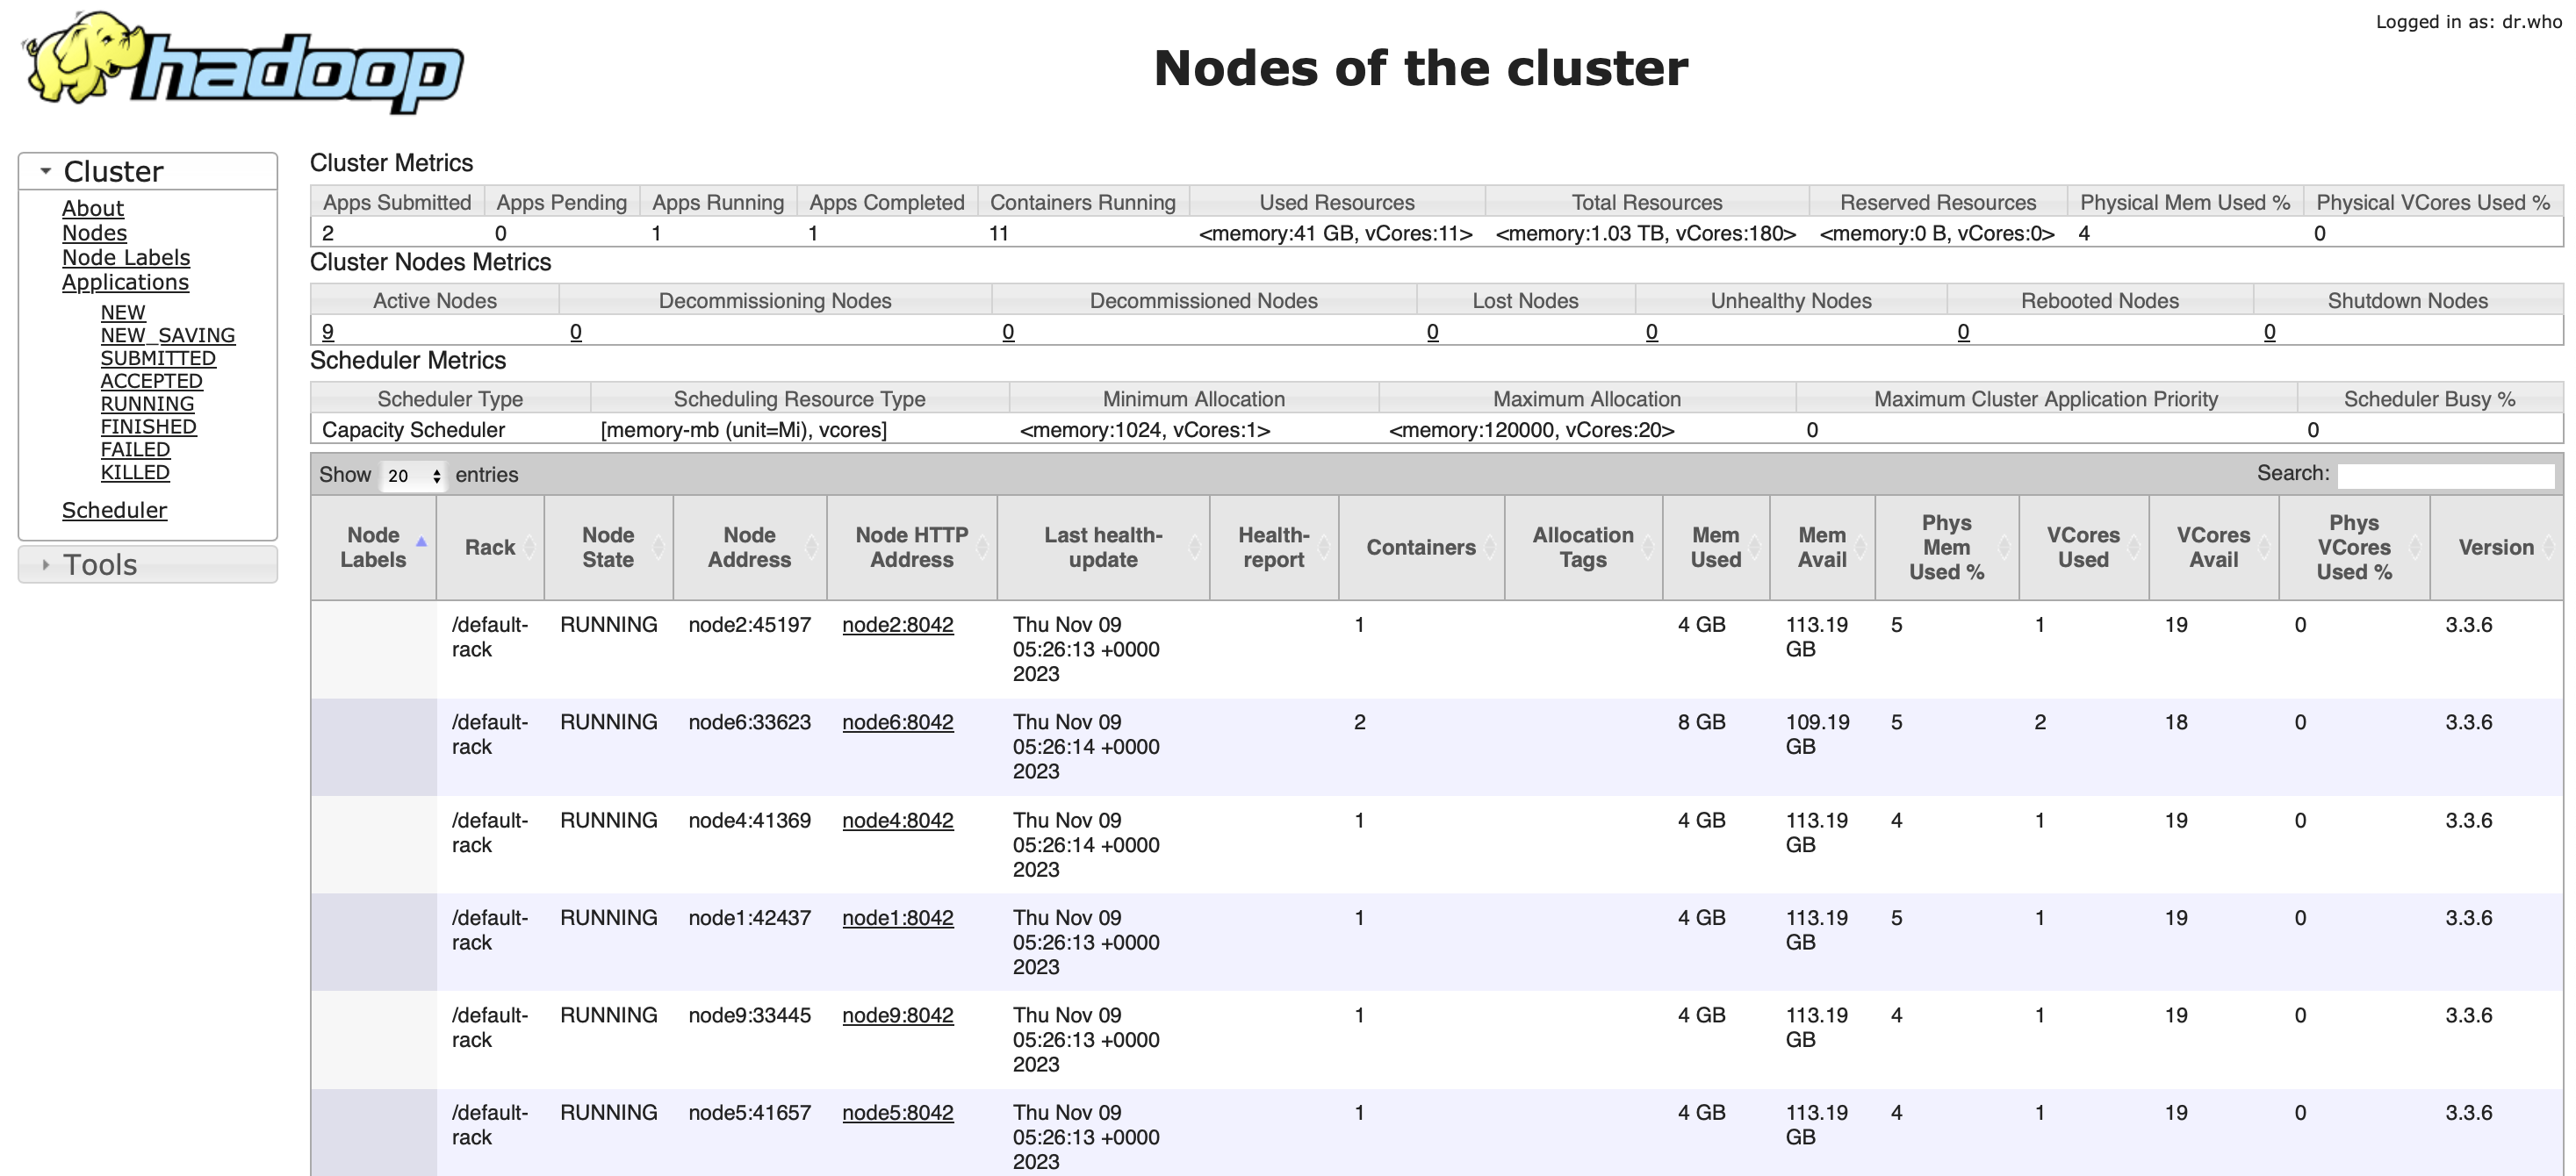 hadoop
Logged in as: dr.who
Nodes of the cluster
Cluster
About
Nodes
Node Labels
Applications
NEW
NEW_SAVING
SUBMITTED
ACCEPTED
RUNNING
FINISHED
FAILED
KILLED
Scheduler
Tools
Cluster Metrics
Apps Submitted Apps Pending Apps Running Apps Completed Containers Running Used Resources Total Resources Reserved Resources Physical Mem Used % Physical VCores Used %
2 0 1 1 11 <memory:41 GB, vCores:11> <memory:1.03 TB, vCores:180> <memory:0 B, vCores:0> 4 0
Cluster Nodes Metrics
Active Nodes Decommissioning Nodes Decommissioned Nodes Lost Nodes Unhealthy Nodes Rebooted Nodes Shutdown Nodes
9 0 0 0 0 0 0
Scheduler Metrics
Scheduler Type Scheduling Resource Type Minimum Allocation Maximum Allocation Maximum Cluster Application Priority Scheduler Busy %
Capacity Scheduler [memory-mb (unit=Mi), vcores] <memory:1024, vCores:1> <memory:120000, vCores:20> 0 0
Show 20 entries Search:
Node Labels Rack Node State Node Address Node HTTP Address Last health-update Health-report Containers Allocation Tags Mem Used Mem Avail Phys Mem Used % VCores Used VCores Avail Phys VCores Used % Version
/default- RUNNING node2:45197 node2:8042 Thu Nov 09 1 4 GB 113.19 5 1 19 0 3.3.6
rack 05:26:13 +0000 GB
2023
/default- RUNNING node6:33623 node6:8042 Thu Nov 09 2 8 GB 109.19 5 2 18 0 3.3.6
rack 05:26:14 +0000 GB
2023
/default- RUNNING node4:41369 node4:8042 Thu Nov 09 1 4 GB 113.19 4 1 19 0 3.3.6
rack 05:26:14 +0000 GB
2023
/default- RUNNING node1:42437 node1:8042 Thu Nov 09 1 4 GB 113.19 5 1 19 0 3.3.6
rack 05:26:13 +0000 GB
2023
/default- RUNNING node9:33445 node9:8042 Thu Nov 09 1 4 GB 113.19 4 1 19 0 3.3.6
rack 05:26:13 +0000 GB
2023
/default- RUNNING node5:41657 node5:8042 Thu Nov 09 1 4 GB 113.19 4 1 19 0 3.3.6
rack 05:26:13 +0000 GB
2023